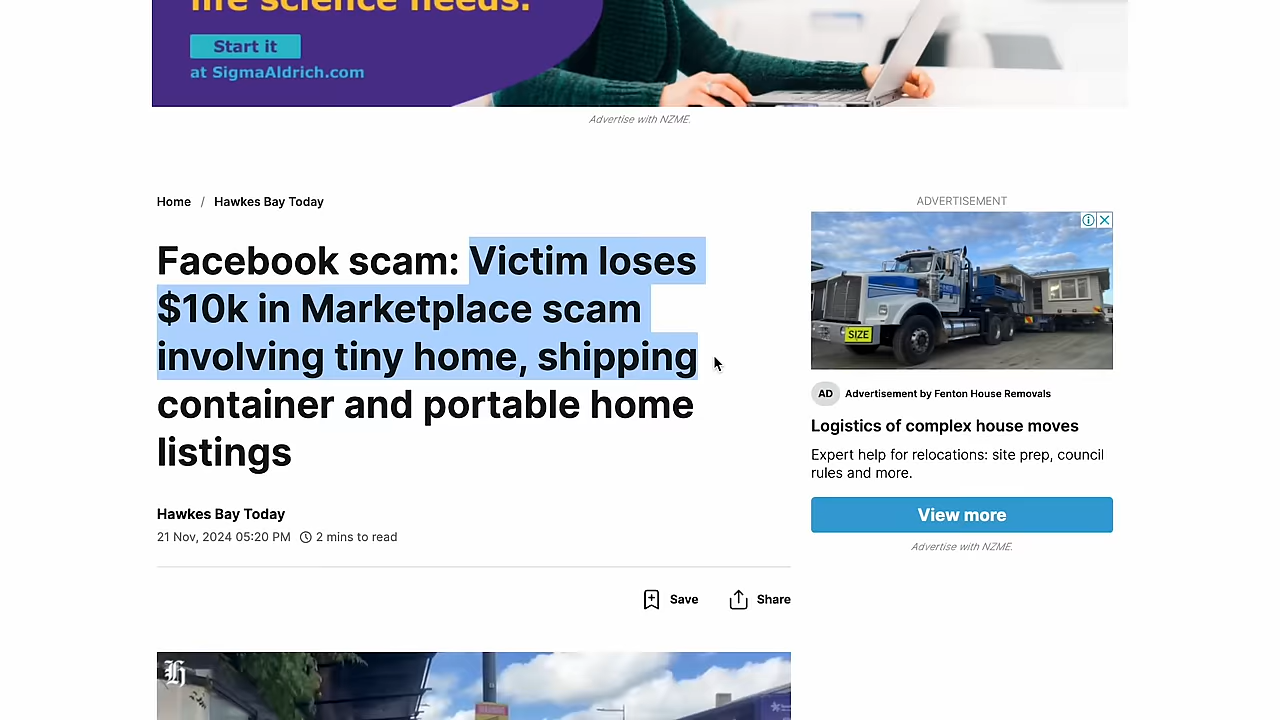 life science needs.
Start it
at SigmaAldrich.com
Advertise with NZME.
Home / Hawkes Bay Today
ADVERTISEMENT
Facebook scam: Victim loses
$10k in Marketplace scam
involving tiny home, shipping
container and portable home
listings
SIZE
AD Advertisement by Fenton House Removals
Logistics of complex house moves
Expert help for relocations: site prep, council
rules and more.
View more
Advertise with NZME.
Hawkes Bay Today
21 Nov, 2024 05:20 PM 2 mins to read
Save Share